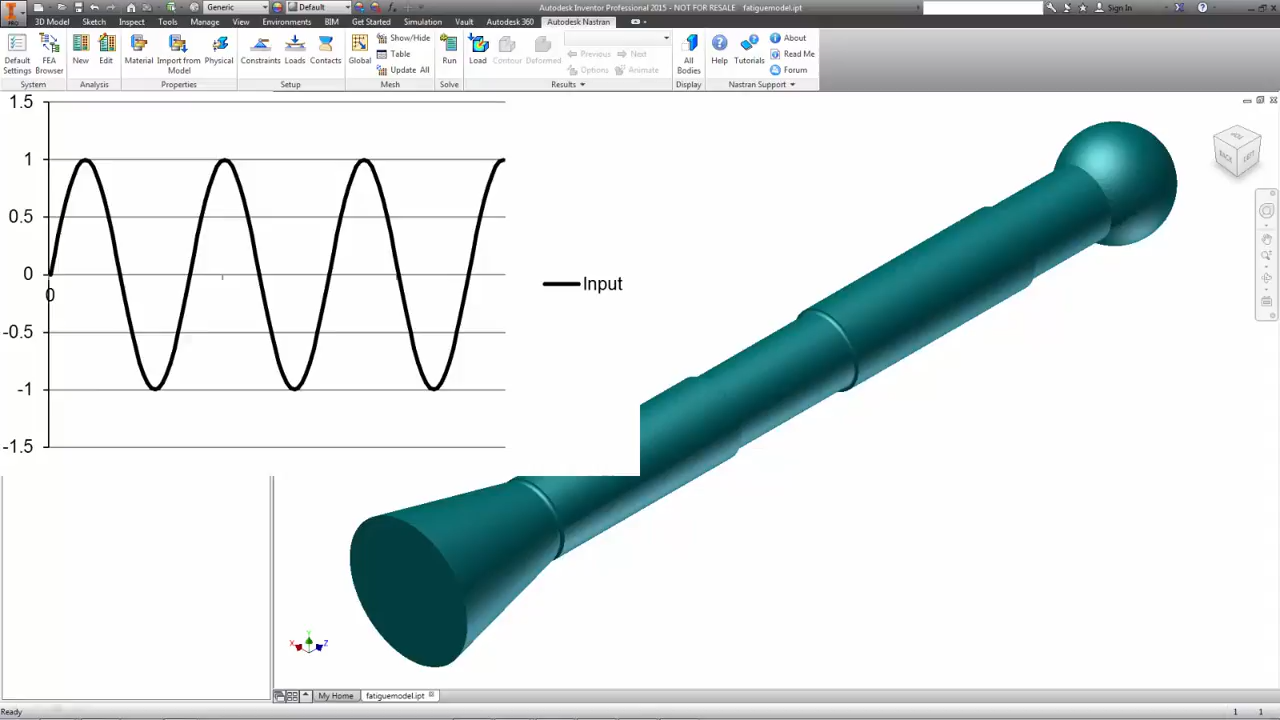 Generic
Default
Autodesk Inventor Professional 2015 - NOT FOR RESALE fatiguemodel.ipt
Sign In
PRO
3D Model Sketch Inspect Tools Manage View Environments BIM Get Started Simulation Vault Autodesk 360 Autodesk Nastran
Default Settings
FEA Browser
New
Edit
Material
Import from Model
Physical
Constraints
Loads
Contacts
Global
Show/Hide
Table
Update All
Run
Load
Contour
Deformed
Previous
Next
Options
Animate
All Bodies
Help
Tutorials
About
Read Me
Forum
System Analysis Properties Setup Mesh Solve Results Display Nastran Support
1.5
1
0.5
0
0
-0.5
-1
-1.5
Input
BACK
LEFT
X Y Z
My Home fatiguemodel.ipt
Ready 1 1